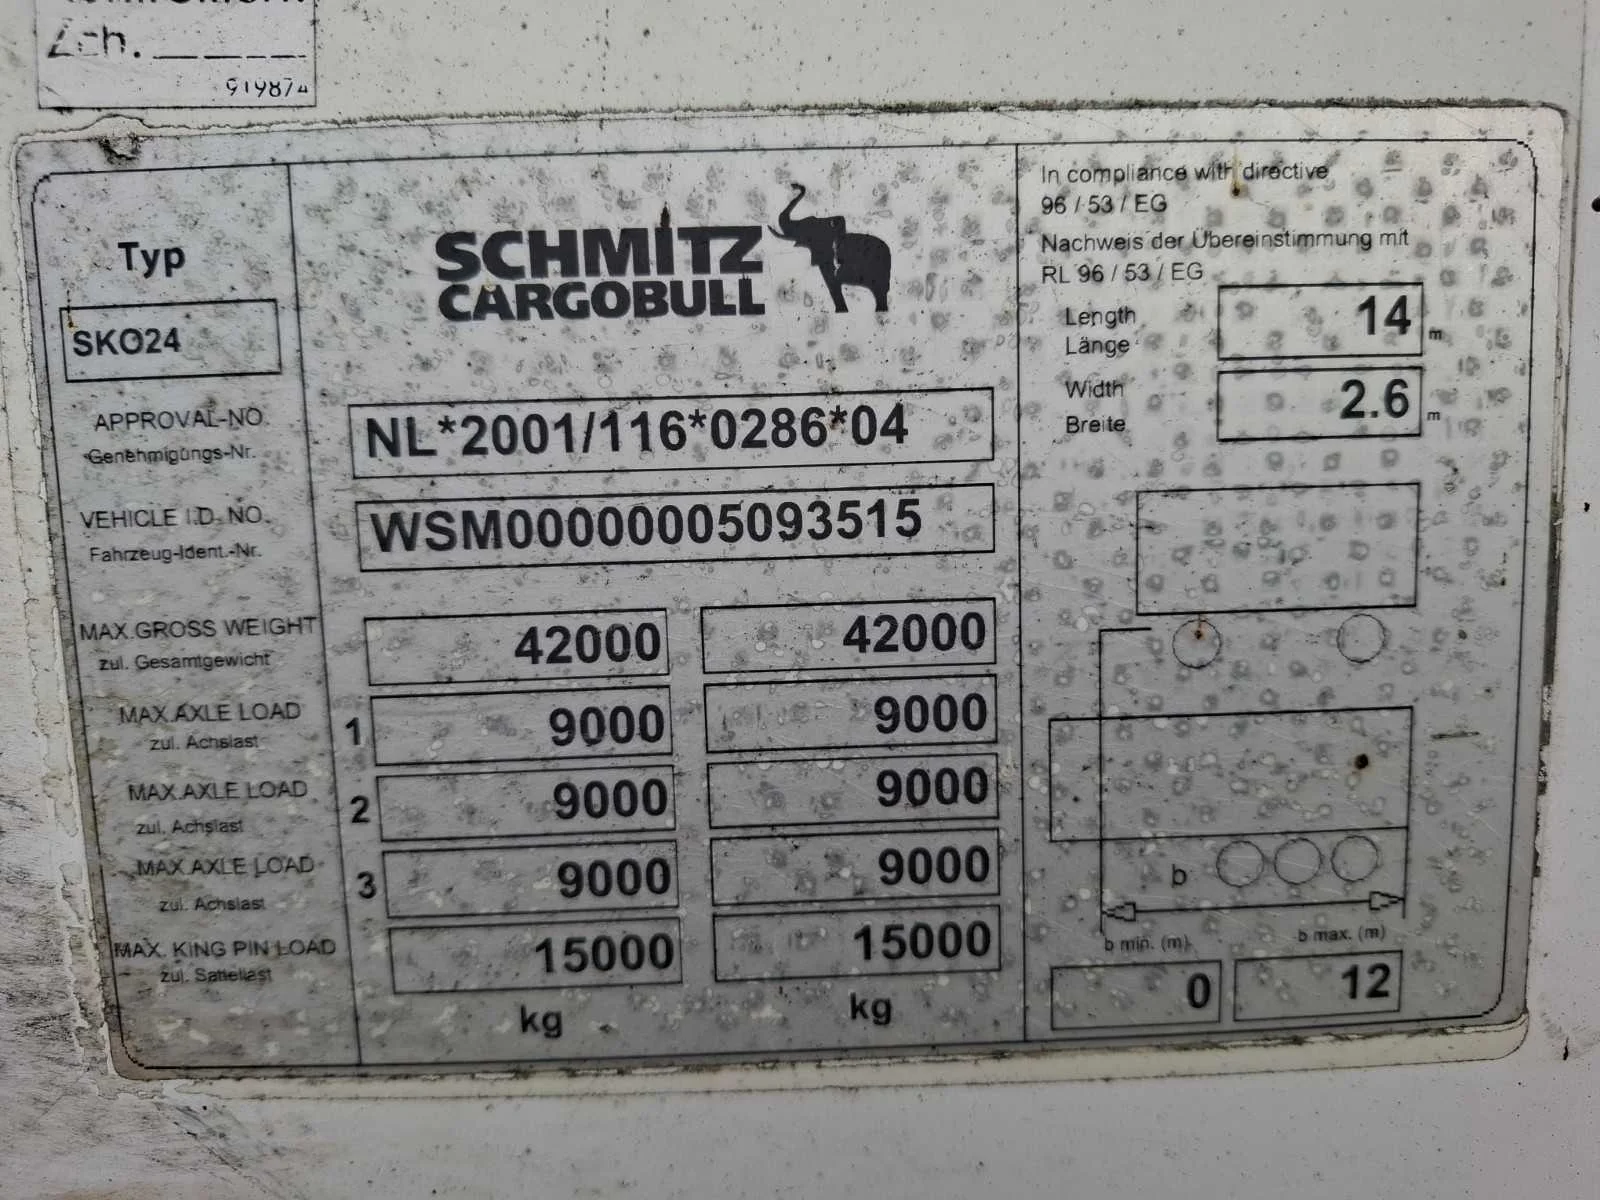 Zch.
919874
Typ
SKO24
SCHMITZ
CARGOBULL
APPROVAL-NO.
Genehmigungs-Nr.
NL*2001/116*0286*04
VEHICLE I.D. NO.
Fahrzeug-Ident.-Nr.
WSM00000005093515
MAX.GROSS WEIGHT
zul. Gesamtgewicht
42000 42000
MAX.AXLE LOAD
zul. Achslast
1 9000 9000
MAX.AXLE LOAD
zul. Achslast
2 9000 9000
MAX.AXLE LOAD
zul. Achslast
3 9000 9000
MAX. KING PIN LOAD
zul. Sattellast
15000 15000
kg kg
In compliance with directive
96 / 53 / EG
Nachweis der Übereinstimmung mit
RL 96 / 53 / EG
Length
Länge
14 m
Width
Breite
2.6 m
b
b min. (m) b max. (m)
0 12